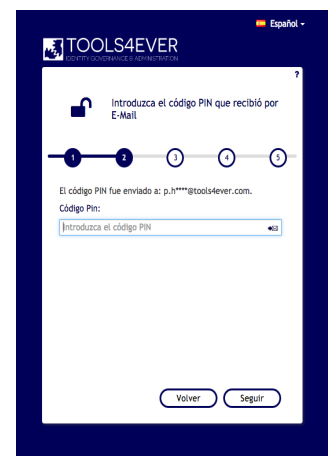 Español
TOOLS4EVER
IDENTITY GOVERNANCE & ADMINISTRATION
?
Introduzca el código PIN que recibió por
E-Mail
1 2 3 4 5
El código PIN fue enviado a: p.h****@tools4ever.com.
Código Pin:
Introduzca el código PIN
Volver Seguir